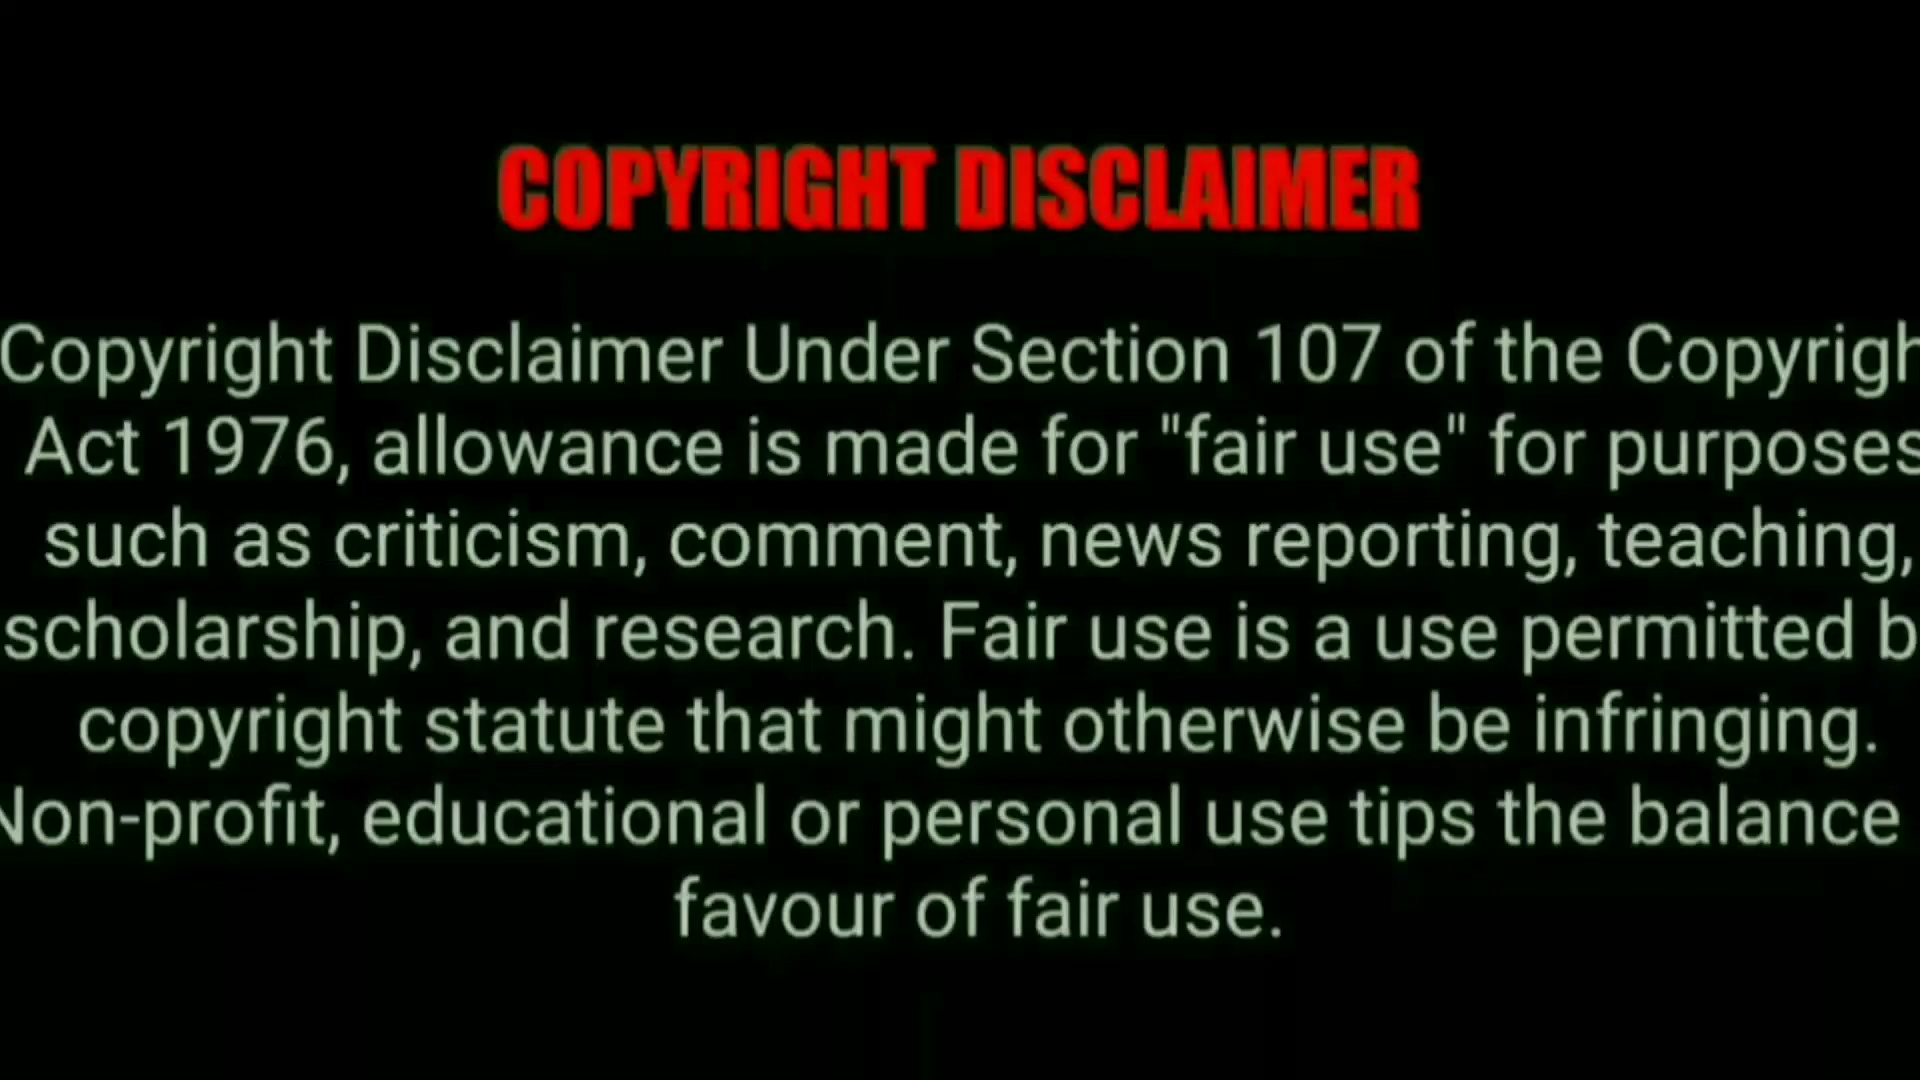 COPYRIGHT DISCLAIMER
Copyright Disclaimer Under Section 107 of the Copyrigh
Act 1976, allowance is made for "fair use" for purposes
such as criticism, comment, news reporting, teaching,
scholarship, and research. Fair use is a use permitted b
copyright statute that might otherwise be infringing.
Non-profit, educational or personal use tips the balance
favour of fair use.